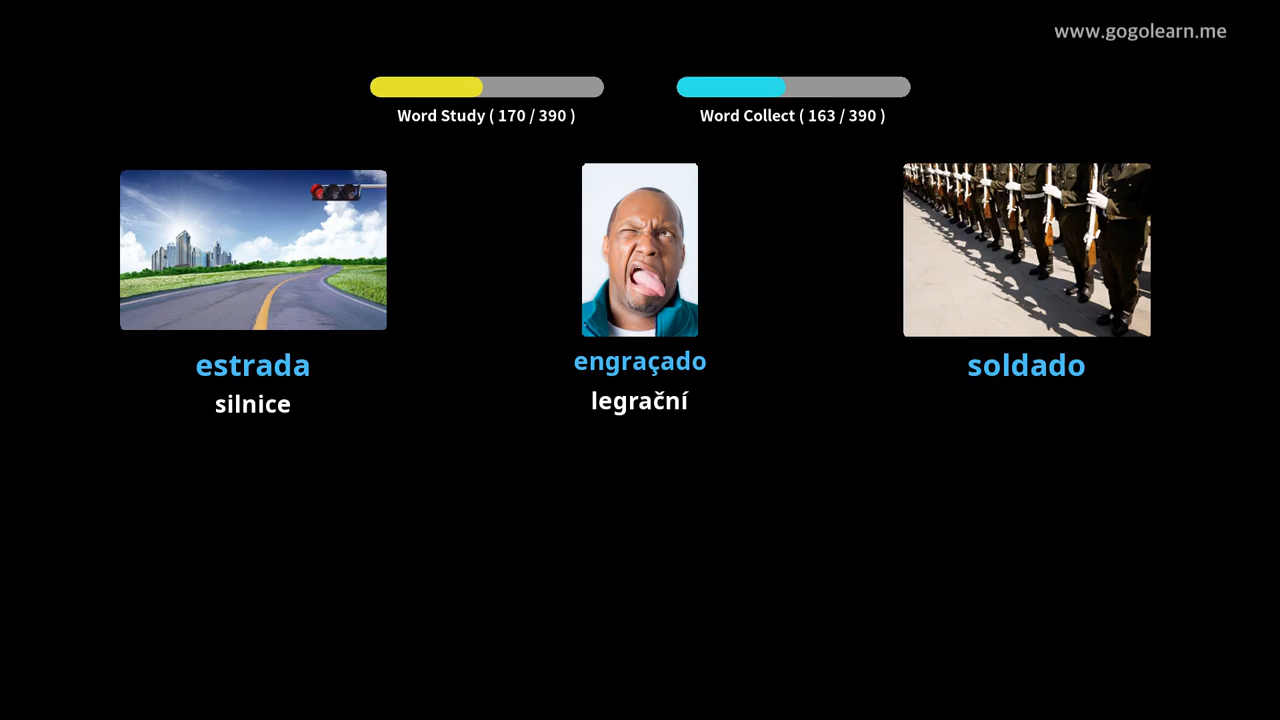 www.gogolearn.me
Word Study ( 170 / 390 )
Word Collect ( 163 / 390 )
estrada
silnice
engraçado
legrační
soldado